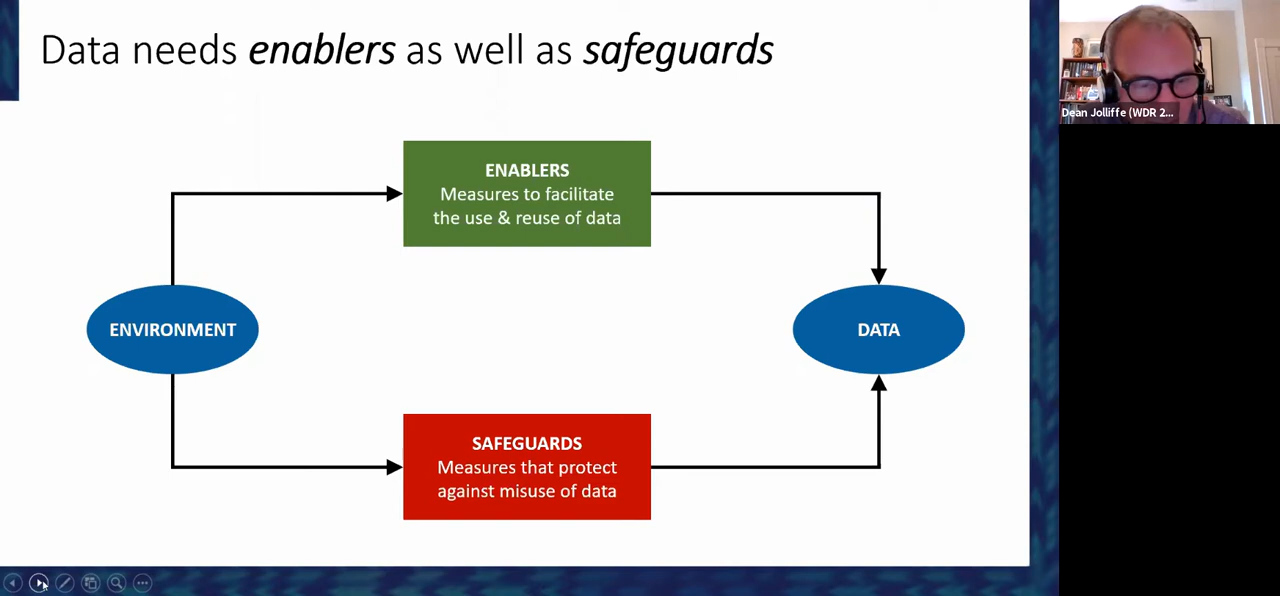 Data needs enablers as well as safeguards
Dean Jolliffe (WDR 2...
ENABLERS
Measures to facilitate
the use & reuse of data
ENVIRONMENT
DATA
SAFEGUARDS
Measures that protect
against misuse of data